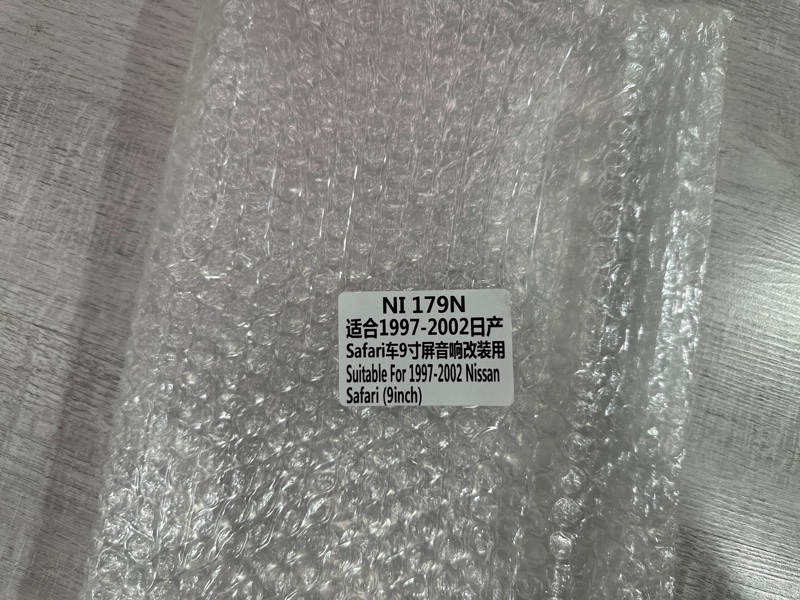 NI 179N
适合1997-2002日产
Safari车9寸屏音响改装用
Suitable For 1997-2002 Nissan
Safari (9inch)